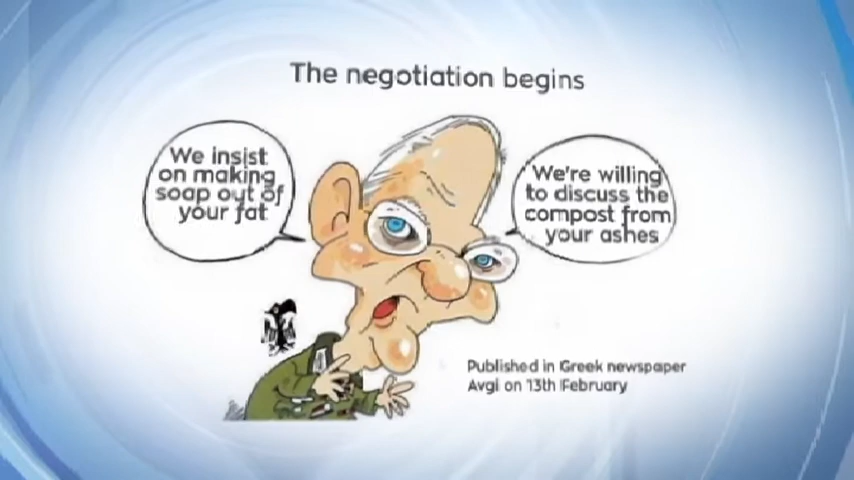 The negotiation begins
We insist
on making
soap out of
your fat
We're willing
to discuss the
compost from
your ashes
Published in Greek newspaper
Avgi on 13th February